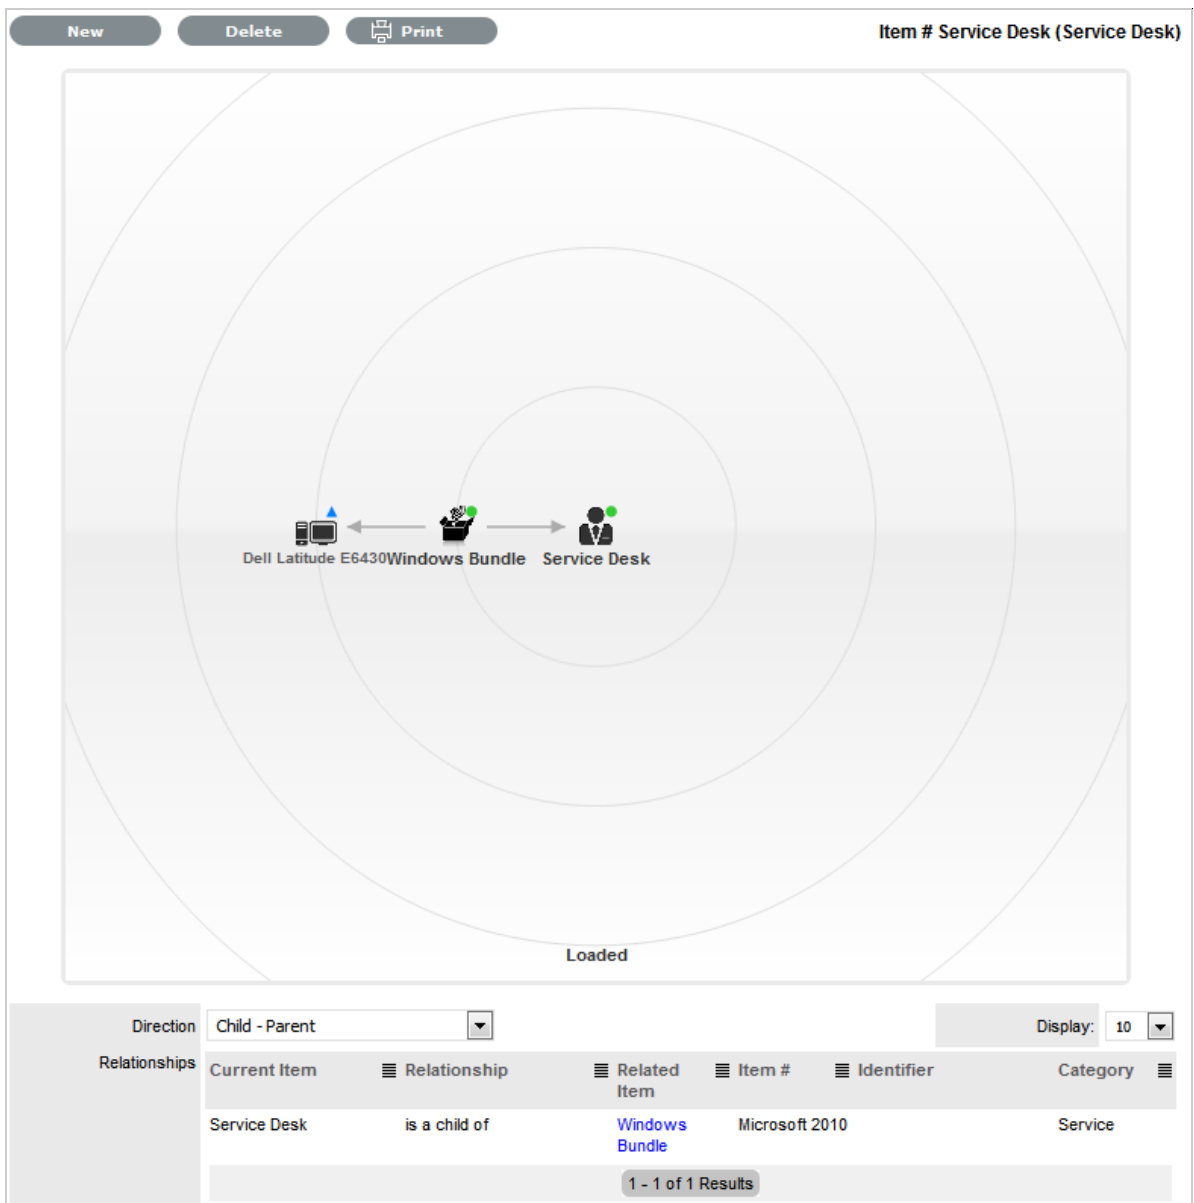 New Delete Print Item # Service Desk (Service Desk)
Dell Latitude E6430 Windows Bundle Service Desk
Loaded
Direction Child - Parent Display: 10
Relationships Current Item Relationship Related Item # Identifier Category
Item
Service Desk is a child of Windows Microsoft 2010 Service
Bundle
1 - 1 of 1 Results